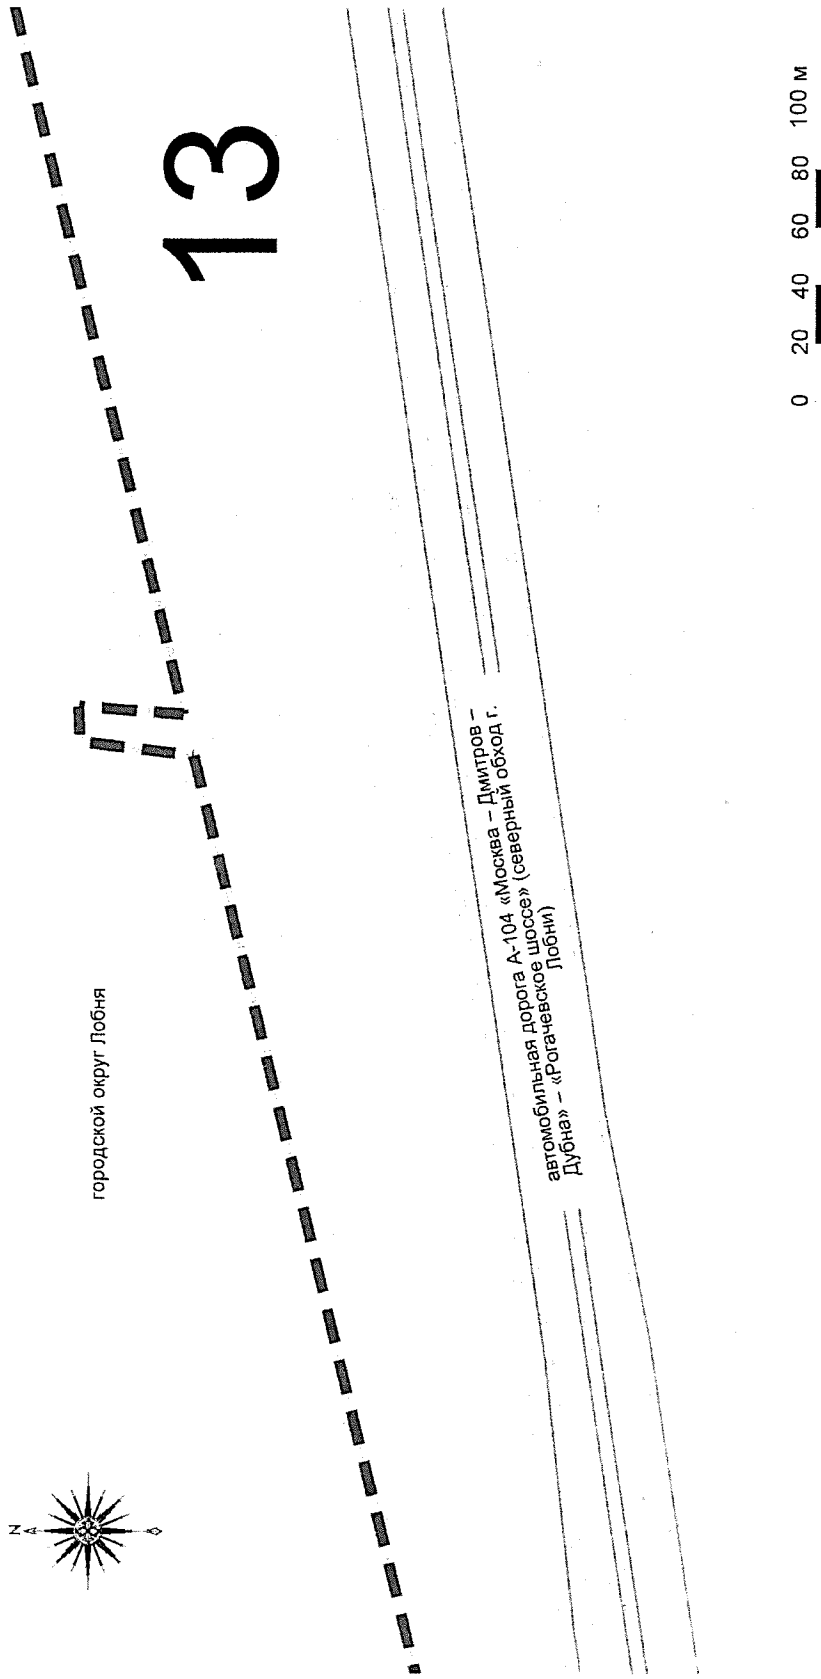 N
13
городской округ Лобня
автомобильная дорога А-104 «Москва – Дмитров –
Дубна» – «Рогачевское шоссе» (северный обход г.
Лобни)
0 20 40 60 80 100 м